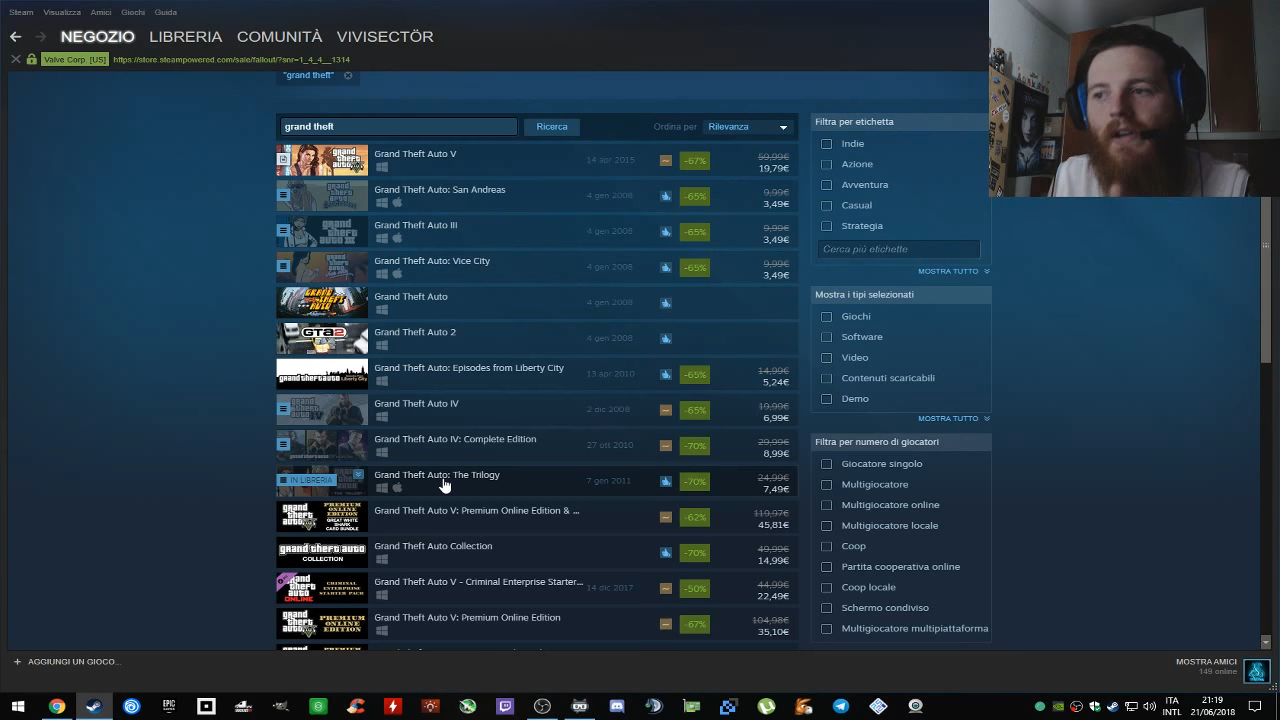 Steam Visualizza Amici Giochi Guida
NEGOZIO LIBRERIA COMUNITÀ VIVISECTÖR
Valve Corp. [US] https://store.steampowered.com/sale/fallout/?snr=1_4_4__1314
"grand theft"
grand theft Ricerca Ordina per Rilevanza
Grand Theft Auto V 14 apr 2015 -67% 59,99€ 19,79€
Grand Theft Auto: San Andreas 4 gen 2008 -65% 9,99€ 3,49€
Grand Theft Auto III 4 gen 2008 -65% 9,99€ 3,49€
Grand Theft Auto: Vice City 4 gen 2008 -65% 9,99€ 3,49€
Grand Theft Auto 4 gen 2008
GTA2 Grand Theft Auto 2 4 gen 2008
Grand Theft Auto: Episodes from Liberty City 13 apr 2010 -65% 14,99€ 5,24€
Grand Theft Auto IV 2 dic 2008 -65% 19,99€ 6,99€
Grand Theft Auto IV: Complete Edition 27 ott 2010 -70% 29,99€ 8,99€
IN LIBRERIA Grand Theft Auto: The Trilogy 7 gen 2011 -70% 24,99€ 7,49€
Grand Theft Auto V: Premium Online Edition & ... -62% 119,97€ 45,81€
Grand Theft Auto Collection -70% 49,99€ 14,99€
Grand Theft Auto V - Criminal Enterprise Starter... 14 dic 2017 -50% 22,49€
Grand Theft Auto V: Premium Online Edition -67% 104,98€ 35,10€
Filtra per etichetta
Indie
Azione
Avventura
Casual
Strategia
Cerca più etichette
MOSTRA TUTTO
Mostra i tipi selezionati
Giochi
Software
Video
Contenuti scaricabili
Demo
MOSTRA TUTTO
Filtra per numero di giocatori
Giocatore singolo
Multigiocatore
Multigiocatore online
Multigiocatore locale
Coop
Partita cooperativa online
Coop locale
Schermo condiviso
Multigiocatore multipiattaforma
+ AGGIUNGI UN GIOCO...
MOSTRA AMICI
149 online
EPIC GAMES
ITA 21:19
INTL 21/06/2018